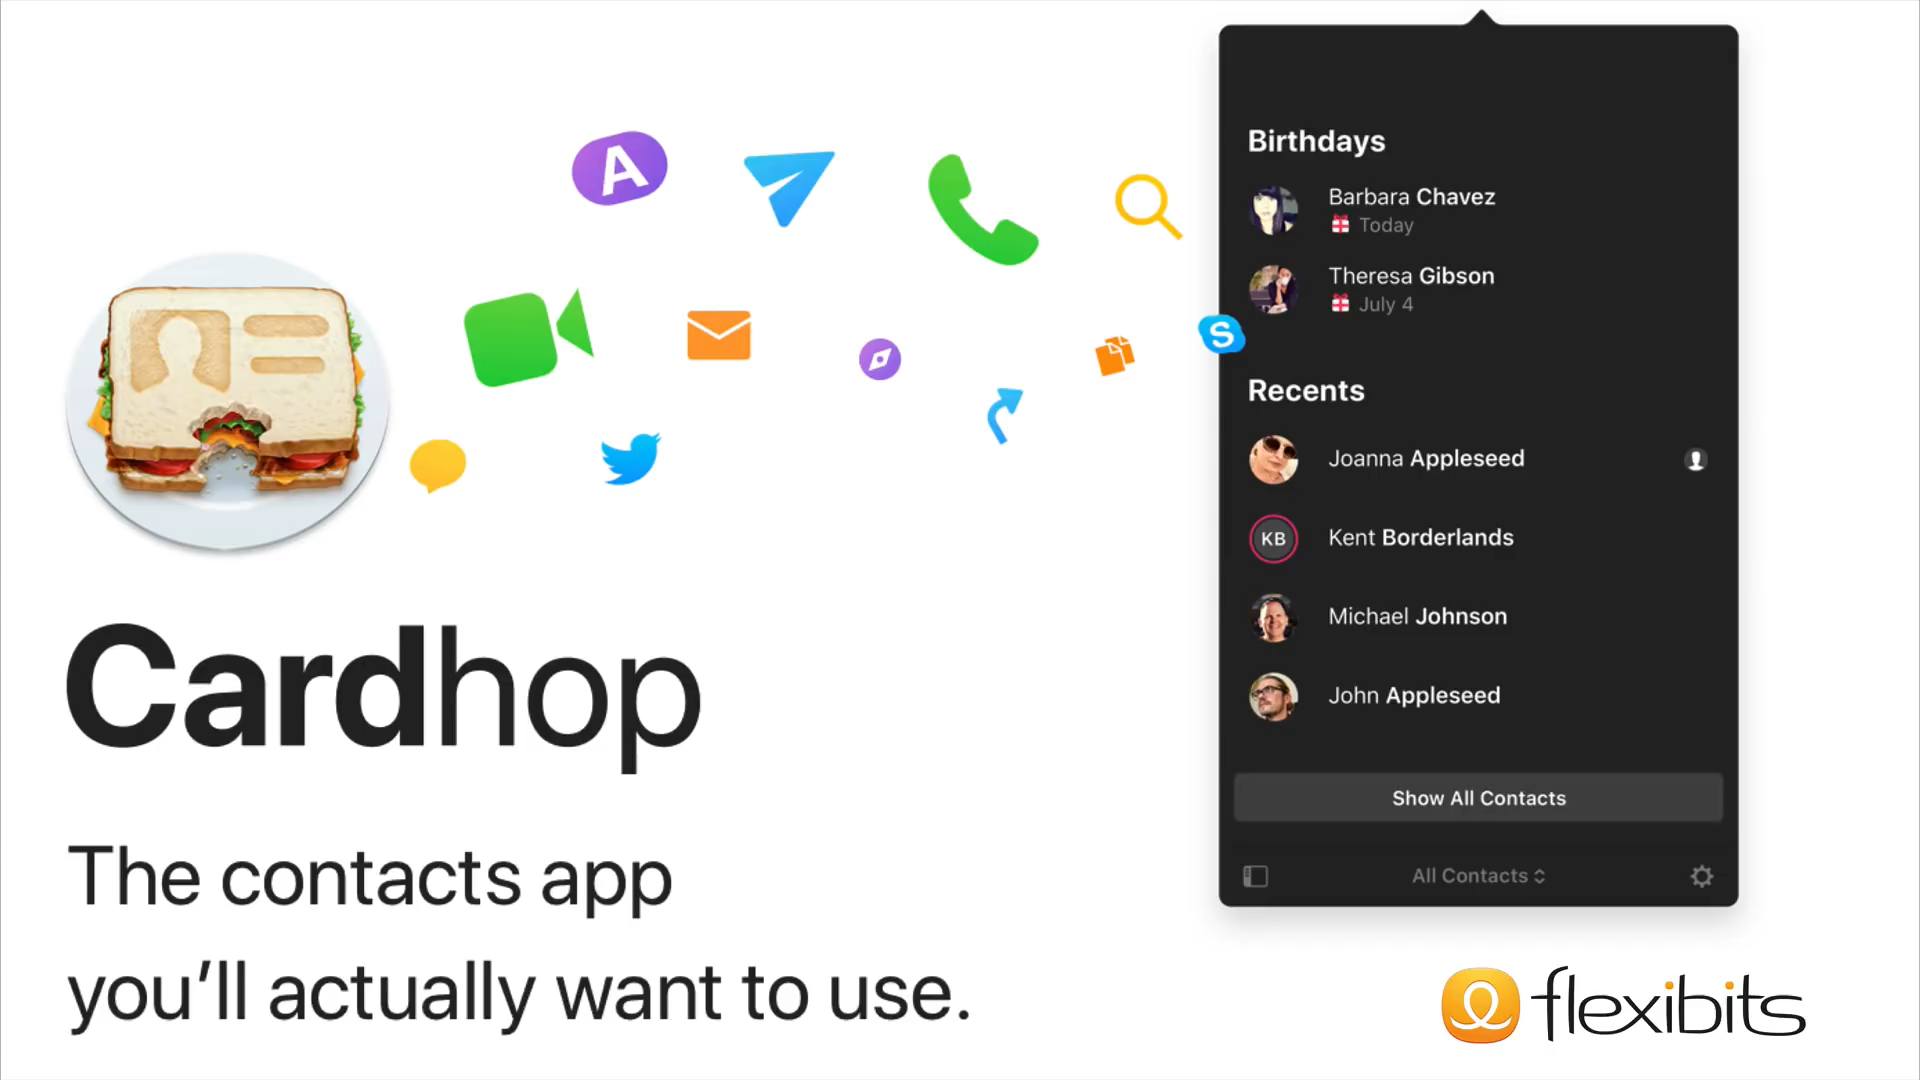 A
S
Cardhop
The contacts app
you’ll actually want to use.
Birthdays
Barbara Chavez
Today
Theresa Gibson
July 4
Recents
Joanna Appleseed
KB
Kent Borderlands
Michael Johnson
John Appleseed
Show All Contacts
All Contacts
flexibits